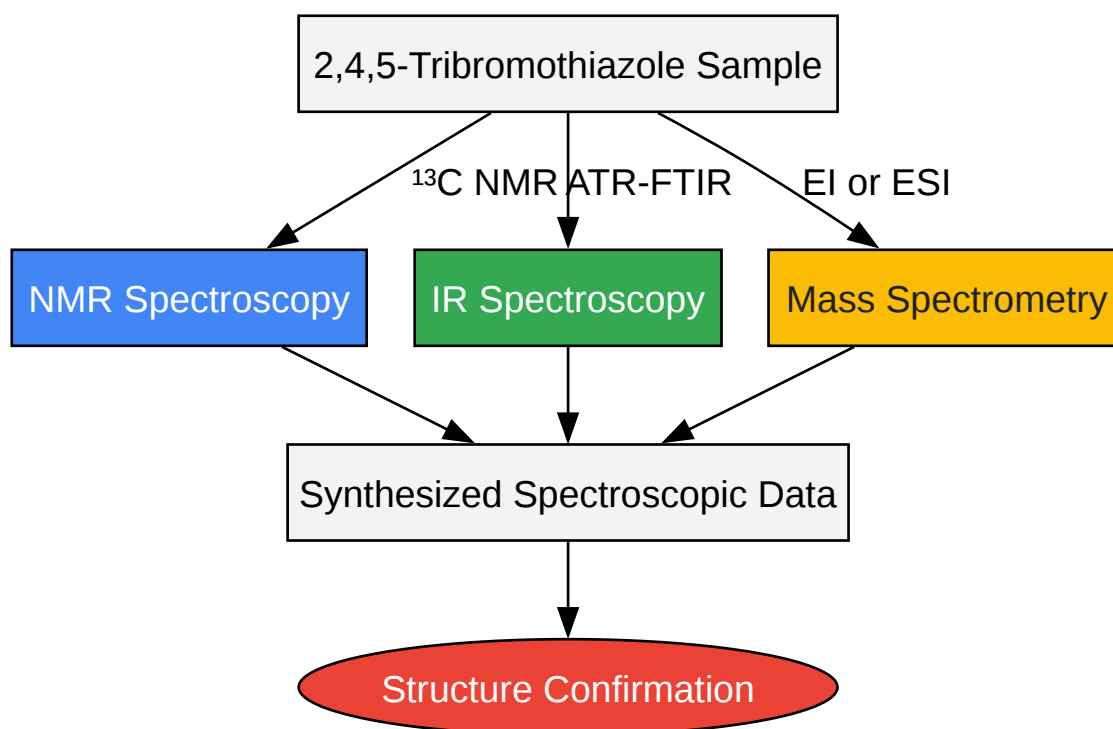 2,4,5-Tribromothiazole Sample
¹³C NMR ATR-FTIR EI or ESI
NMR Spectroscopy IR Spectroscopy Mass Spectrometry
Synthesized Spectroscopic Data
Structure Confirmation